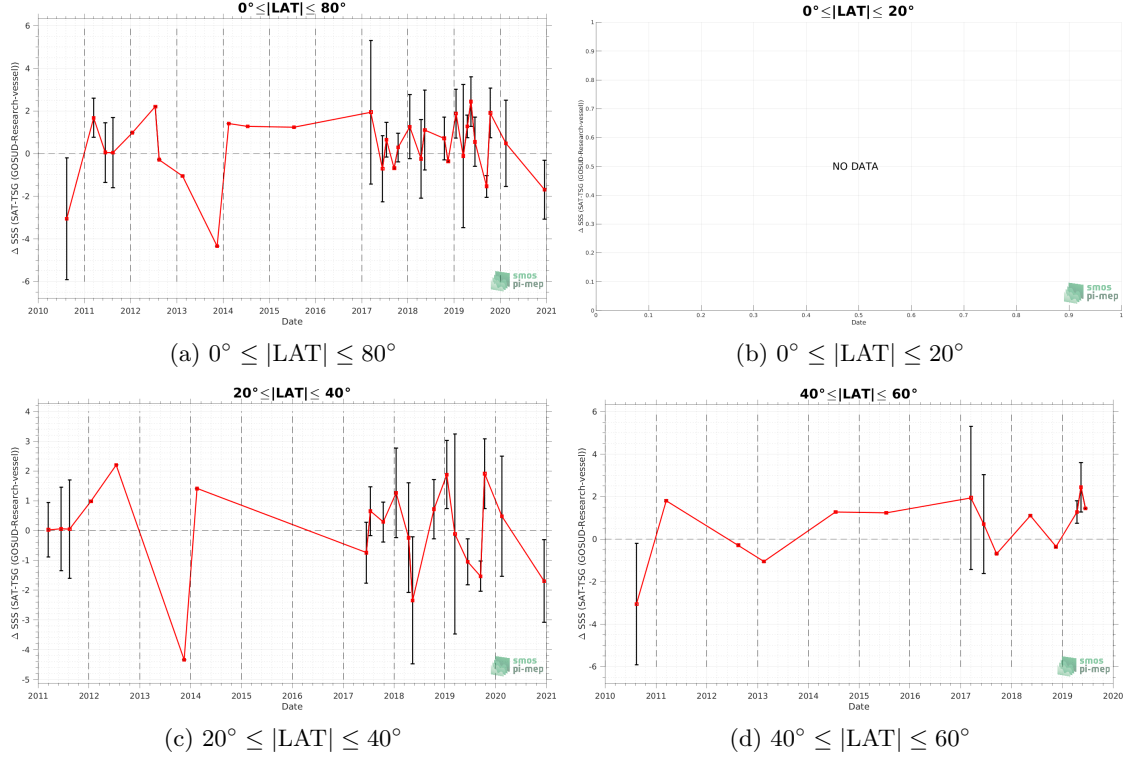 0°≤|LAT|≤ 80°
Δ SSS (SAT-TSG (GOSUD-Research-vessel))
6
4
2
0
-2
-4
-6
2010 2011 2012 2013 2014 2015 2016 2017 2018 2019 2020 2021
Date
smos
pi-mep
(a) 0° ≤ |LAT| ≤ 80°
0°≤|LAT|≤ 20°
Δ SSS (SAT-TSG (GOSUD-Research-vessel))
1
0.9
0.8
0.7
0.6
0.5
0.4
0.3
0.2
0.1
0
NO DATA
0 0.1 0.2 0.3 0.4 0.5 0.6 0.7 0.8 0.9 1
Date
smos
pi-mep
(b) 0° ≤ |LAT| ≤ 20°
20°≤|LAT|≤ 40°
Δ SSS (SAT-TSG (GOSUD-Research-vessel))
4
3
2
1
0
-1
-2
-3
-4
-5
2011 2012 2013 2014 2015 2016 2017 2018 2019 2020 2021
Date
smos
pi-mep
(c) 20° ≤ |LAT| ≤ 40°
40°≤|LAT|≤ 60°
Δ SSS (SAT-TSG (GOSUD-Research-vessel))
6
4
2
0
-2
-4
-6
2010 2011 2012 2013 2014 2015 2016 2017 2018 2019 2020
Date
smos
pi-mep
(d) 40° ≤ |LAT| ≤ 60°